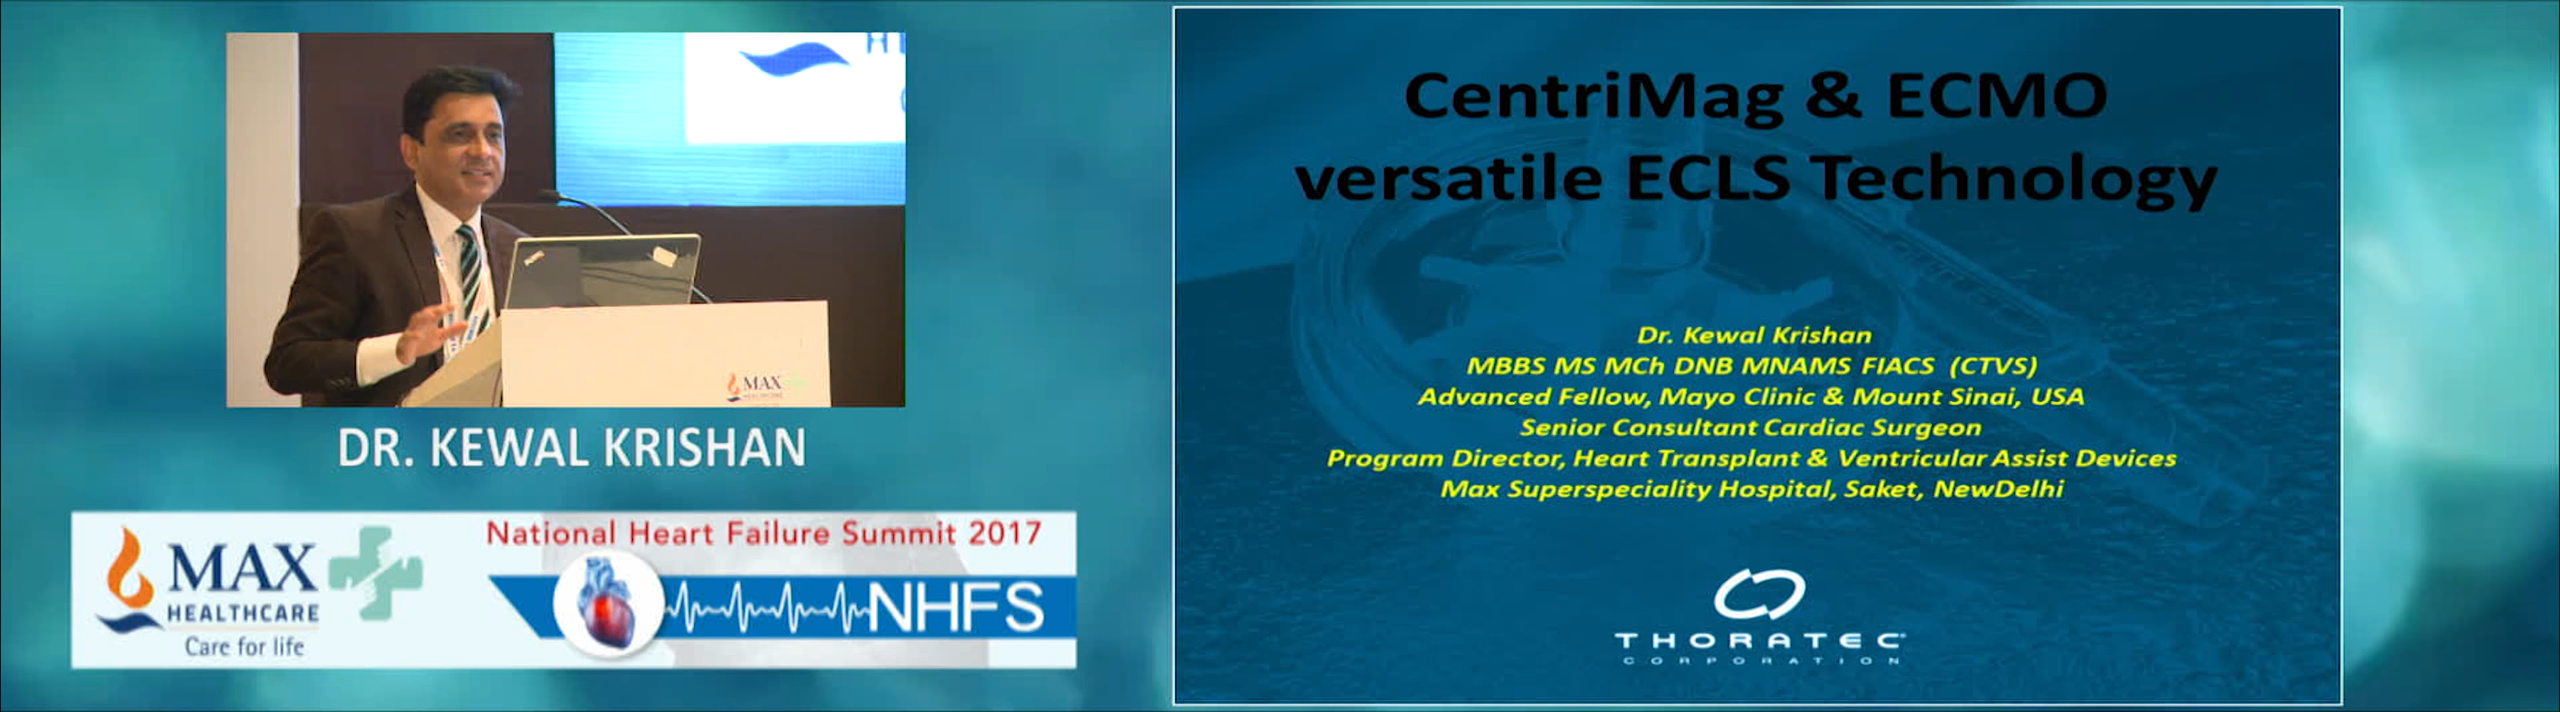 MAX
DR. KEWAL KRISHAN
MAX
HEALTHCARE
Care for life
National Heart Failure Summit 2017
NHFS
CentriMag & ECMO
versatile ECLS Technology
Dr. Kewal Krishan
MBBS MS MCh DNB MNAMS FIACS (CTVS)
Advanced Fellow, Mayo Clinic & Mount Sinai, USA
Senior Consultant Cardiac Surgeon
Program Director, Heart Transplant & Ventricular Assist Devices
Max Superspeciality Hospital, Saket, NewDelhi
THORATEC
CORPORATION